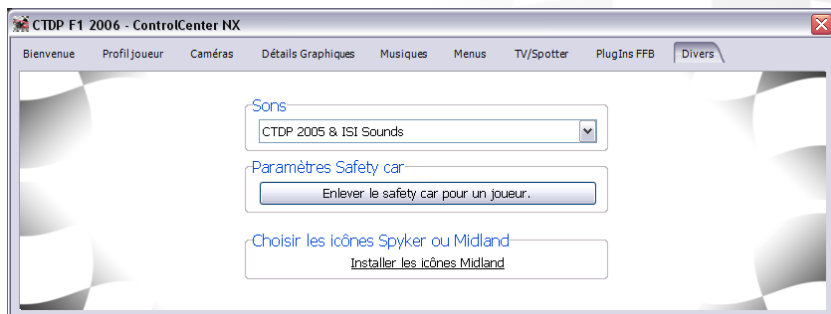 CTDP F1 2006 - ControlCenter NX
Bienvenue Profil joueur Caméras Détails Graphiques Musiques Menus TV/Spotter PlugIns FFB Divers
Sons
CTDP 2005 & ISI Sounds
Paramètres Safety car
Enlever le safety car pour un joueur.
Choisir les icônes Spyker ou Midland
Installer les icônes Midland